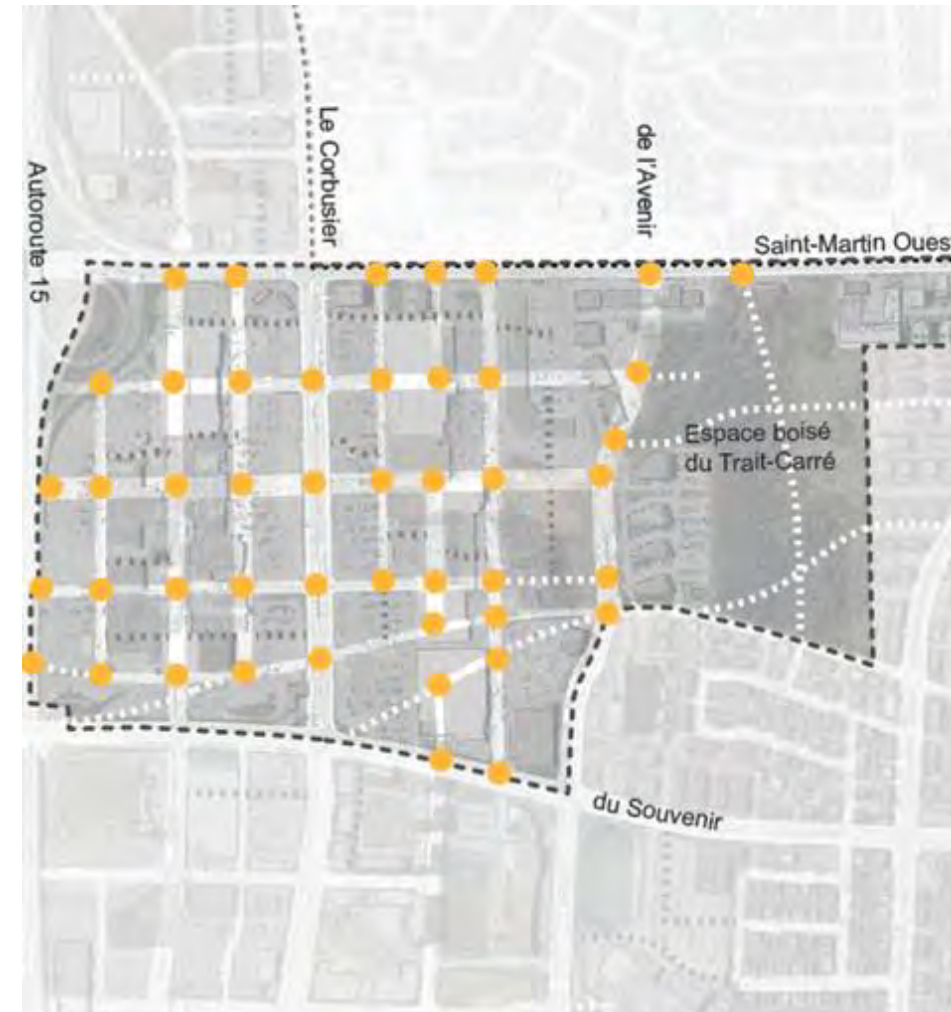 Le Corbusier
de l'Avenir
Autoroute 15
Saint-Martin Oues
Espace boisé
du Trait-Carré
du Souvenir